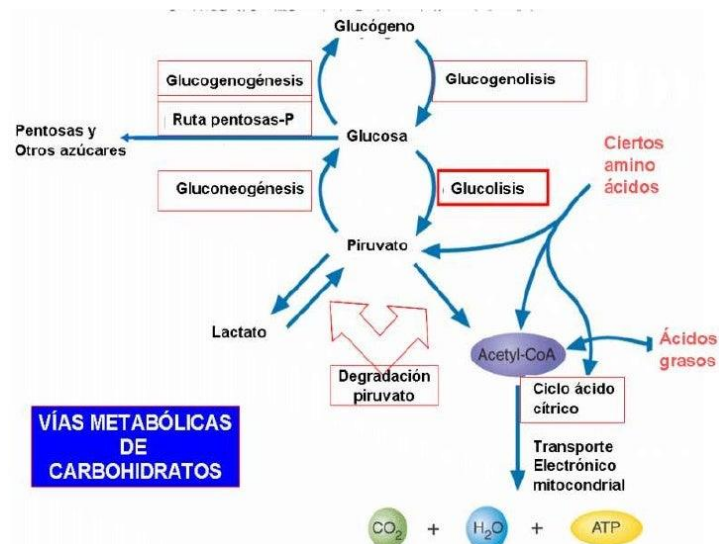 Glucógeno
Glucogenogénesis
Glucogenolisis
Ruta pentosas-P
Pentosas y
Otros azúcares
Glucosa
Ciertos
amino
ácidos
Gluconeogénesis
Glucolisis
Piruvato
Lactato
Acetyl-CoA
Ácidos
grasos
Degradación
piruvato
Ciclo ácido
cítrico
VÍAS METABÓLICAS
DE
CARBOHIDRATOS
Transporte
Electrónico
mitocondrial
CO₂ + H₂O + ATP